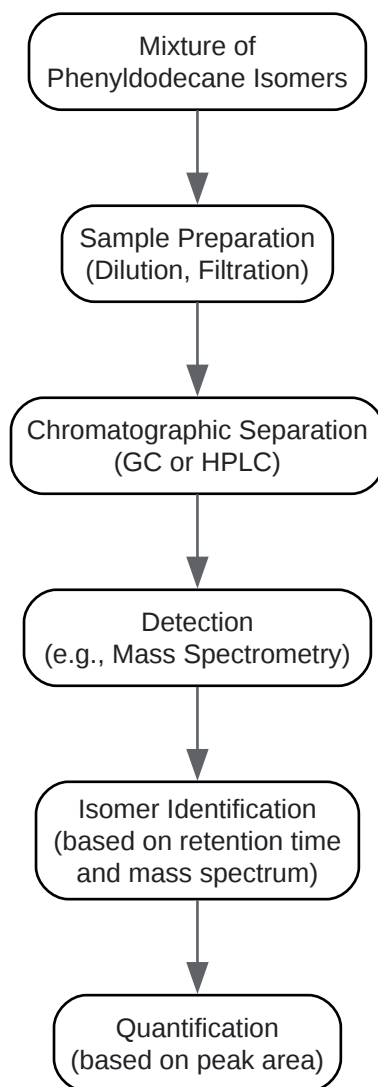 Mixture of
Phenyldodecane Isomers
Sample Preparation
(Dilution, Filtration)
Chromatographic Separation
(GC or HPLC)
Detection
(e.g., Mass Spectrometry)
Isomer Identification
(based on retention time
and mass spectrum)
Quantification
(based on peak area)